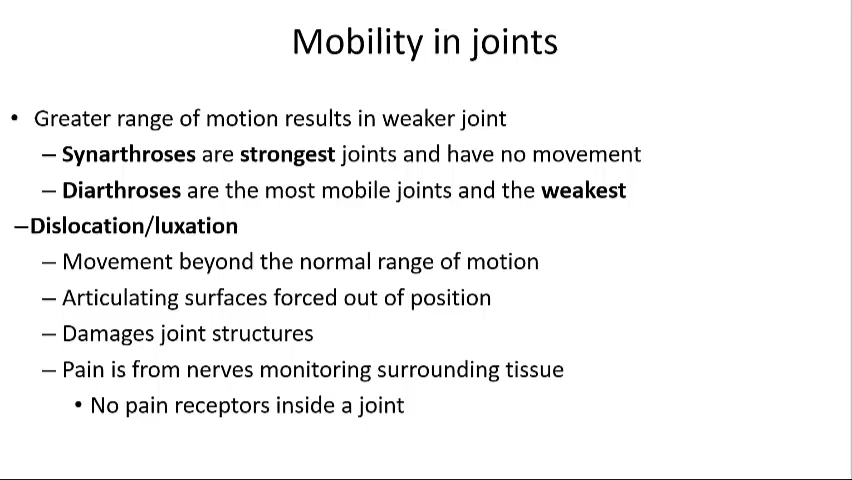 Mobility in joints
• Greater range of motion results in weaker joint
– Synarthroses are strongest joints and have no movement
– Diarthroses are the most mobile joints and the weakest
–Dislocation/luxation
– Movement beyond the normal range of motion
– Articulating surfaces forced out of position
– Damages joint structures
– Pain is from nerves monitoring surrounding tissue
• No pain receptors inside a joint